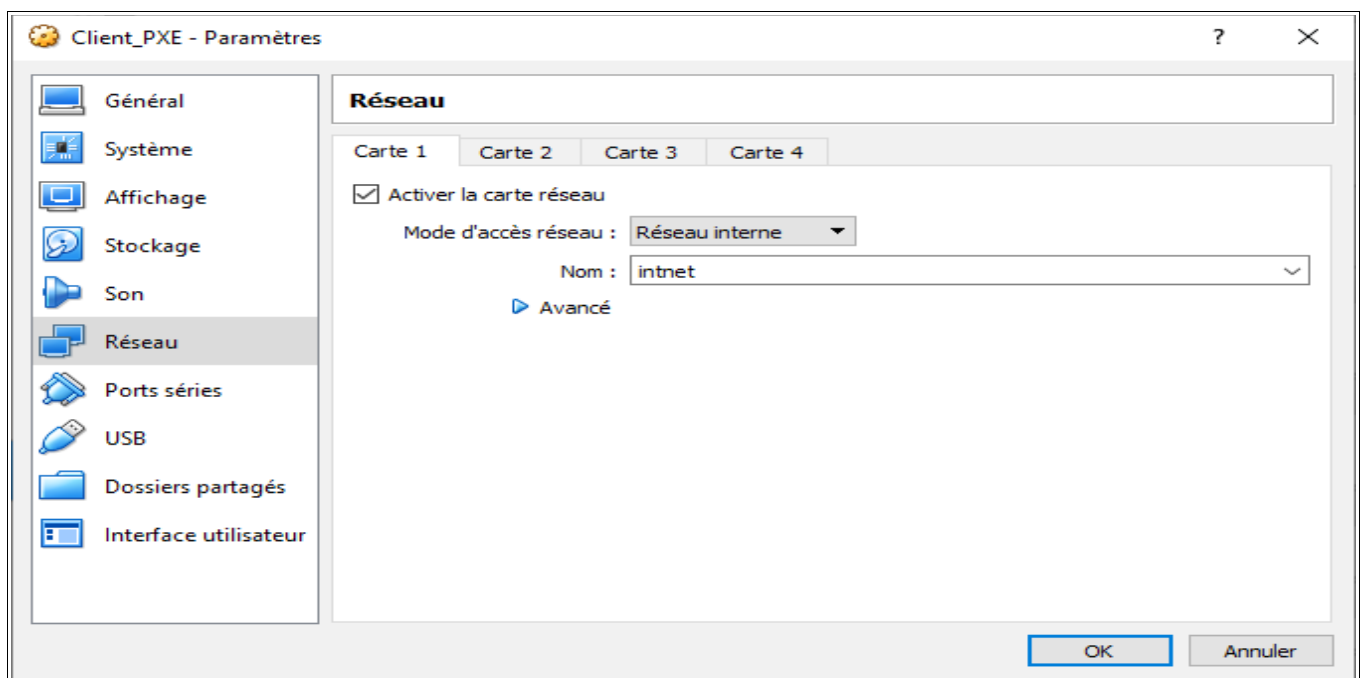 Client_PXE - Paramètres
?
Général
Système
Affichage
Stockage
Son
Réseau
Ports séries
USB
Dossiers partagés
Interface utilisateur
Réseau
Carte 1 Carte 2 Carte 3 Carte 4
Activer la carte réseau
Mode d'accès réseau : Réseau interne
Nom : intnet
Avancé
OK Annuler